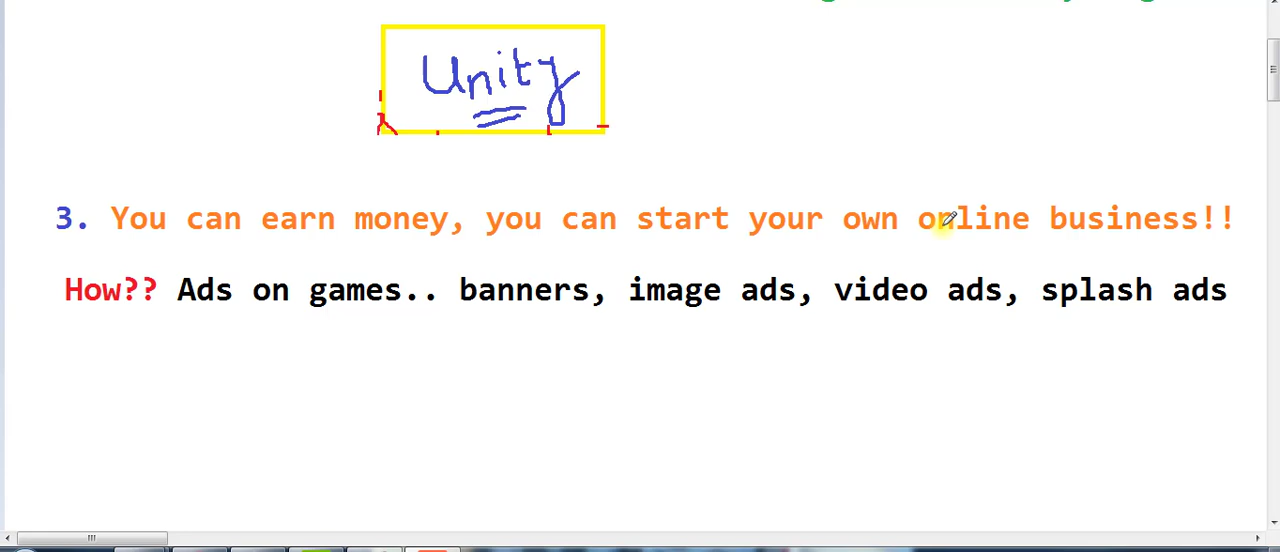 Unity
3. You can earn money, you can start your own online business!!
How?? Ads on games.. banners, image ads, video ads, splash ads